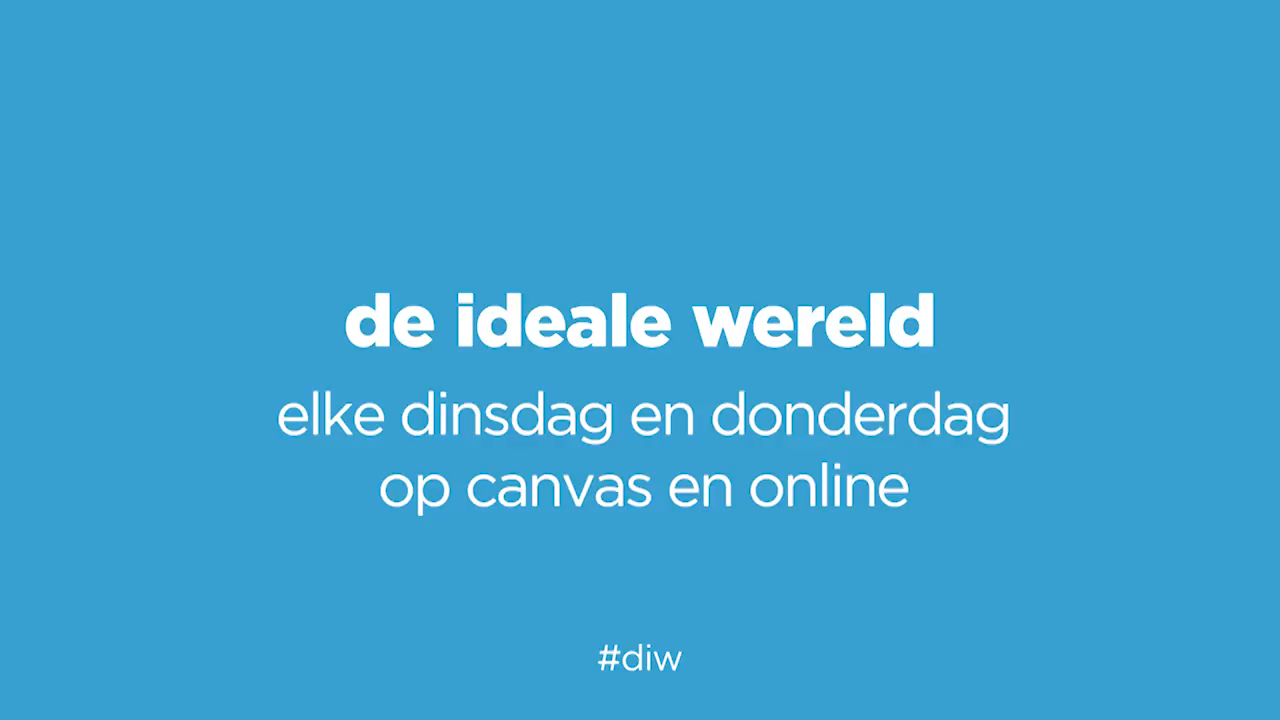 de ideale wereld
elke dinsdag en donderdag
op canvas en online
#diw